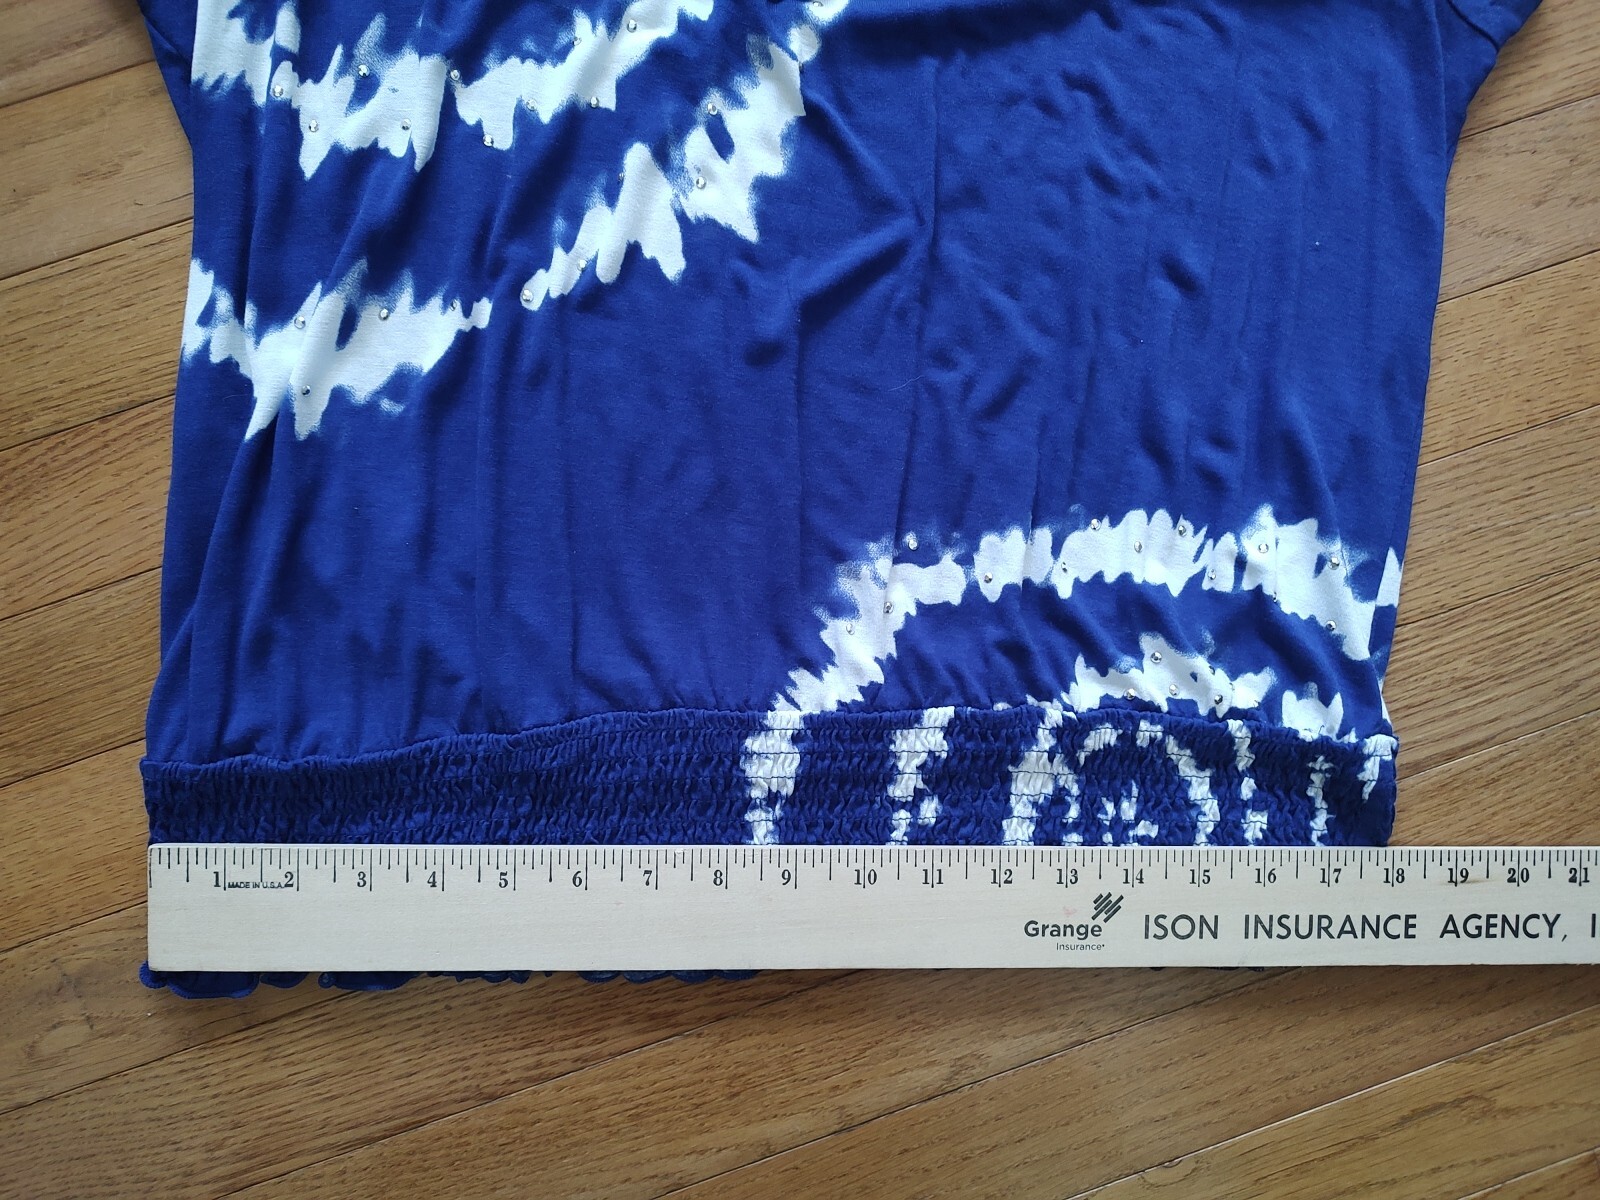 1 2 3 4 5 6 7 8 9 10 11 12 13 14 15 16 17 18 19 20 21
MADE IN U.S.A.
Grange
Insurance
ISON INSURANCE AGENCY, I